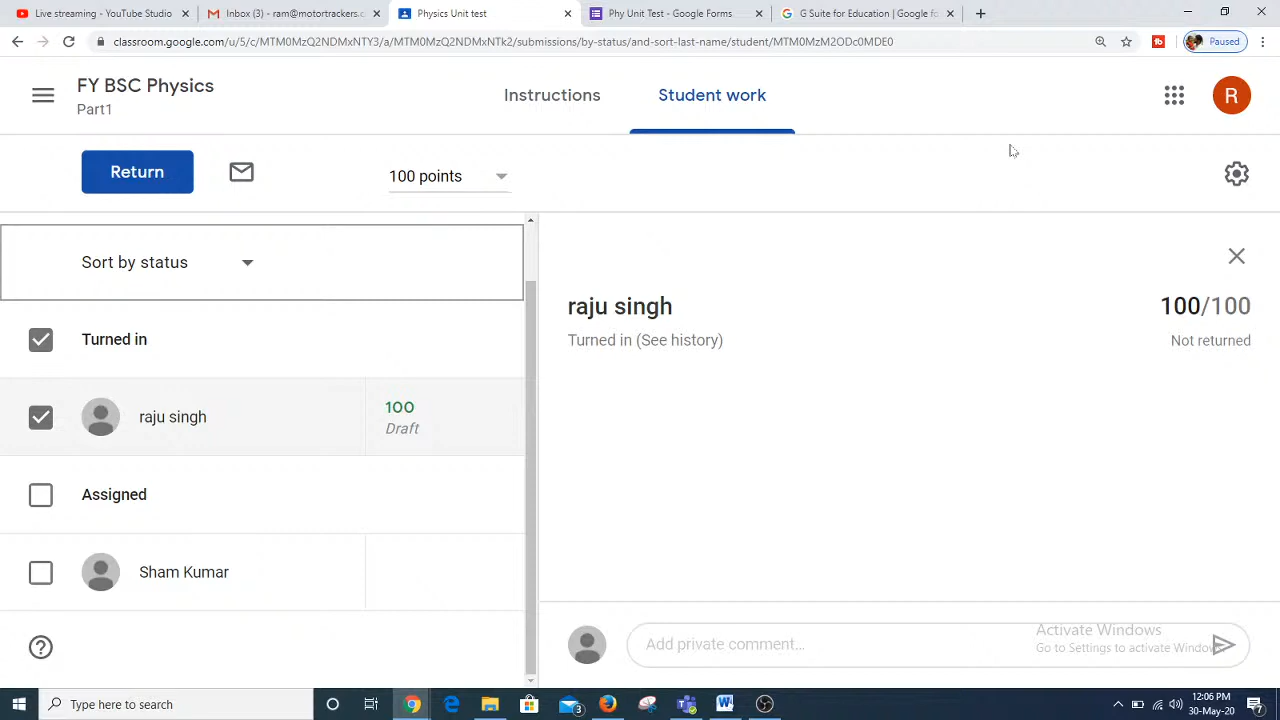 Live streaming - YouTube Studio
Inbox (3) - ram@motorackers.c
Physics Unit test
Phy Unit Test - Google Forms
G Suite for Education | Google fo
classroom.google.com/u/5/c/MTM0MzQ2NDMxNTY3/a/MTM0MzQ2NDMxNTk2/submissions/by-status/and-sort-last-name/student/MTM0MzM2ODc0MDE0
Paused
FY BSC Physics
Part1
Instructions
Student work
R
Return
100 points
Sort by status
Turned in
raju singh
100
Draft
Assigned
Sham Kumar
raju singh
100/100
Turned in (See history)
Not returned
Add private comment...
Activate Windows
Go to Settings to activate Windows
Type here to search
3
12:06 PM
30-May-20
7